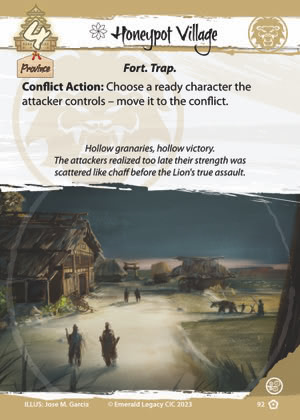 4
Honeypot Village
Province
Fort. Trap.
Conflict Action: Choose a ready character the
attacker controls – move it to the conflict.
Hollow granaries, hollow victory.
The attackers realized too late their strength was
scattered like chaff before the Lion's true assault.
ILLUS: Jose M. García
© Emerald Legacy CIC 2023
92